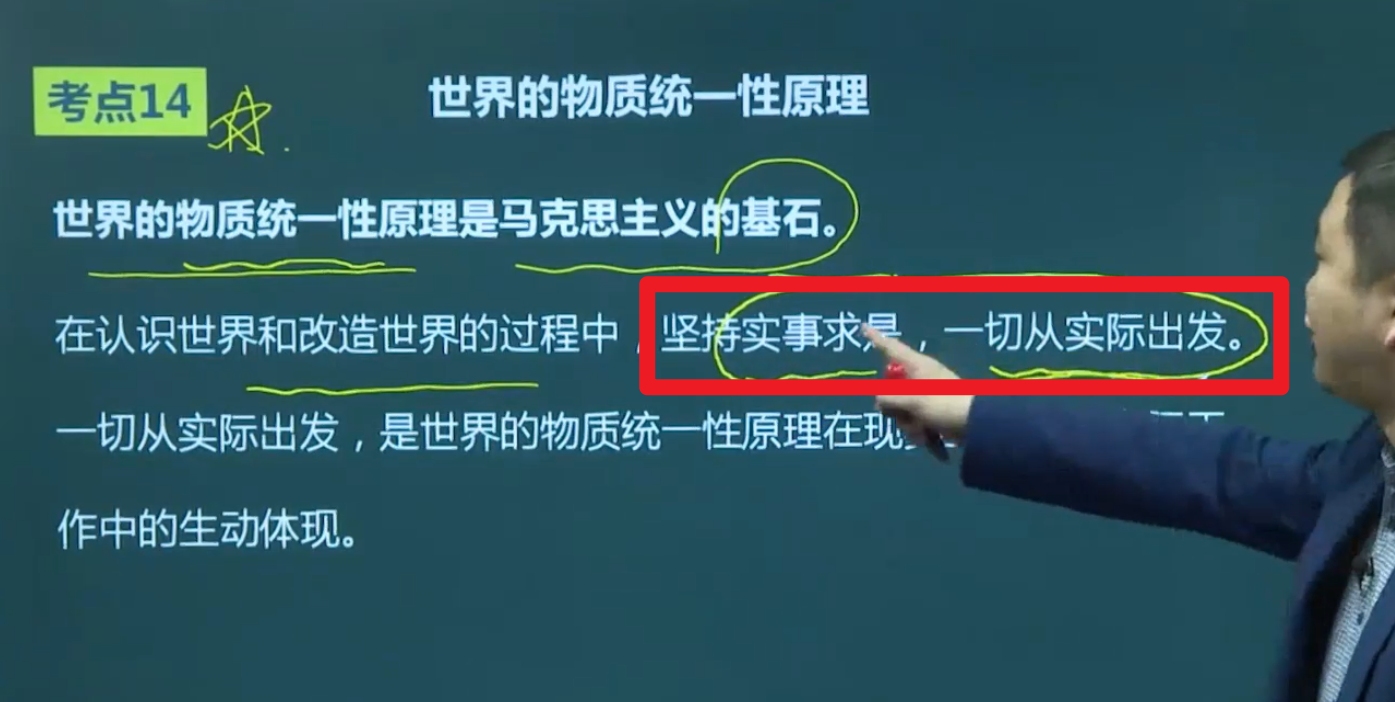 考点14
世界的物质统一性原理
世界的物质统一性原理是马克思主义的基石。
在认识世界和改造世界的过程中，坚持实事求是，一切从实际出发。
一切从实际出发，是世界的物质统一性原理在现
作中的生动体现。